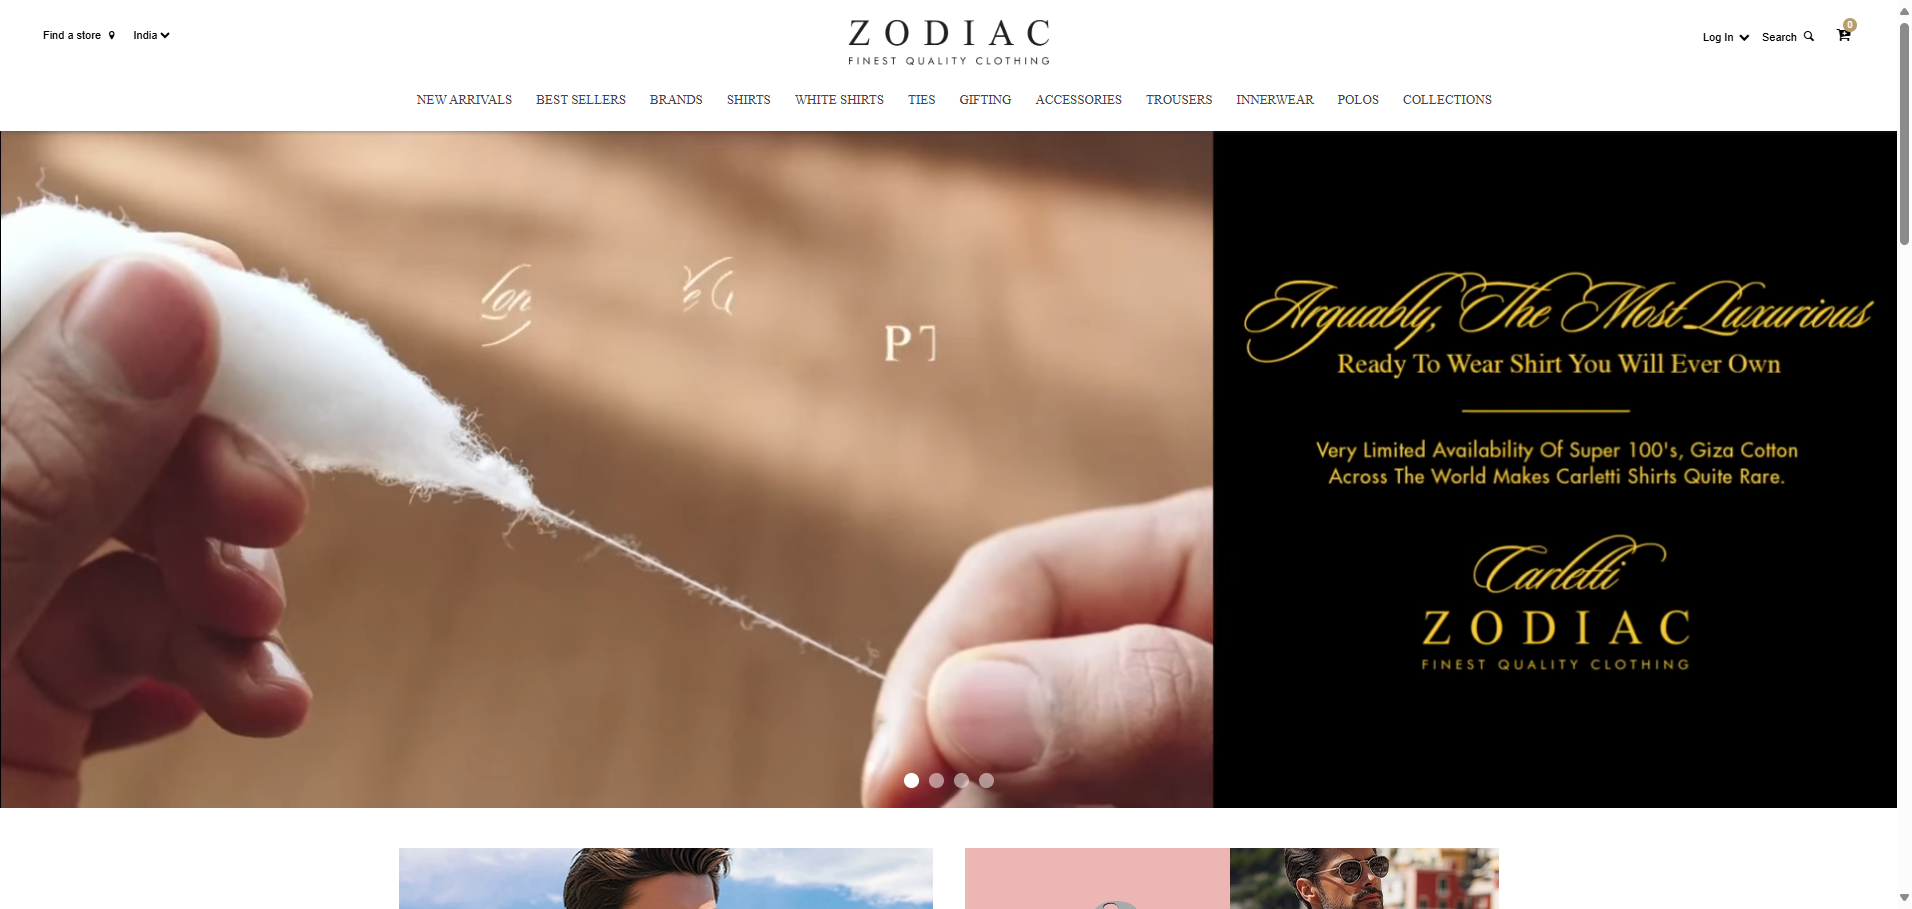 Find a store
India
ZODIAC
FINEST QUALITY CLOTHING
Log In
Search
0
NEW ARRIVALS BEST SELLERS BRANDS SHIRTS WHITE SHIRTS TIES GIFTING ACCESSORIES TROUSERS INNERWEAR POLOS COLLECTIONS
Arguably, The Most Luxurious
Ready To Wear Shirt You Will Ever Own
Very Limited Availability Of Super 100's, Giza Cotton
Across The World Makes Carletti Shirts Quite Rare.
Carletti
ZODIAC
FINEST QUALITY CLOTHING